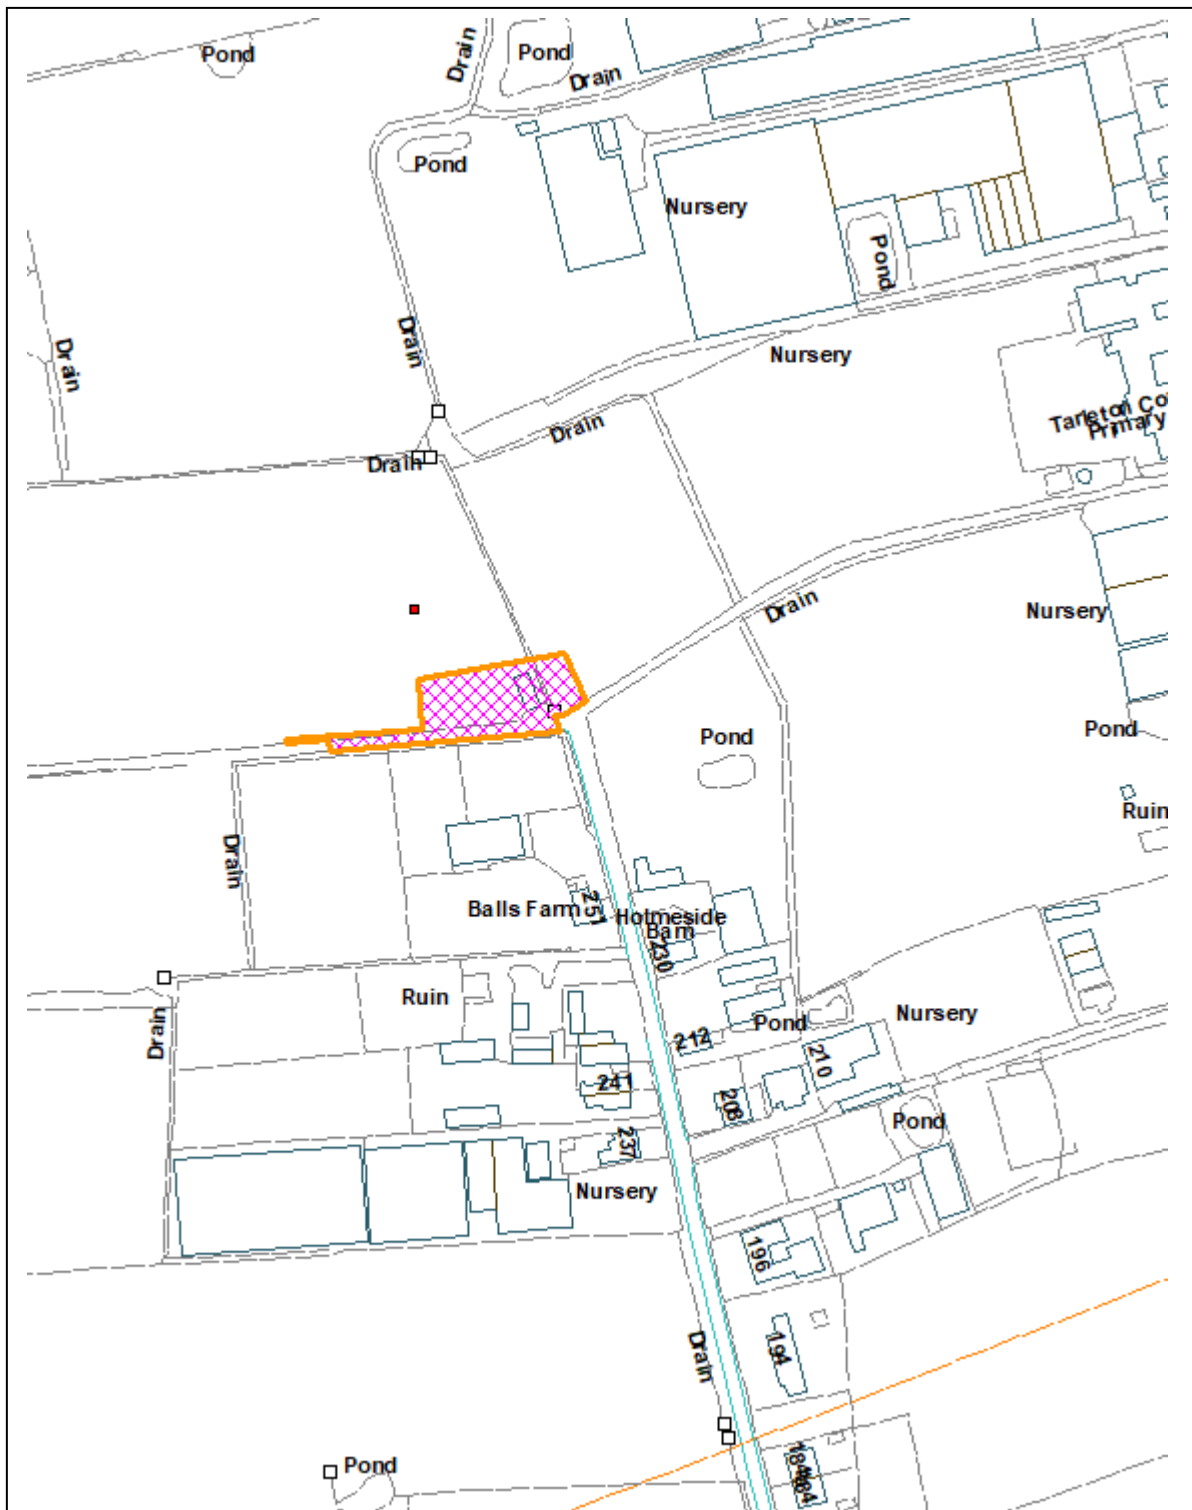 Pond
Drain
Pond
Drain
Pond
Nursery
Pond
Drain
Drain
Nursery
Tarleton Co
Primary
Drain
Drain
Drain
Nursery
Pond
Pond
Ruin
Drain
Balls Farm
251
Holmeside
Barn
230
Ruin
Nursery
Drain
Pond
212
210
241
208
Pond
237
Nursery
196
194
Drain
Pond
184